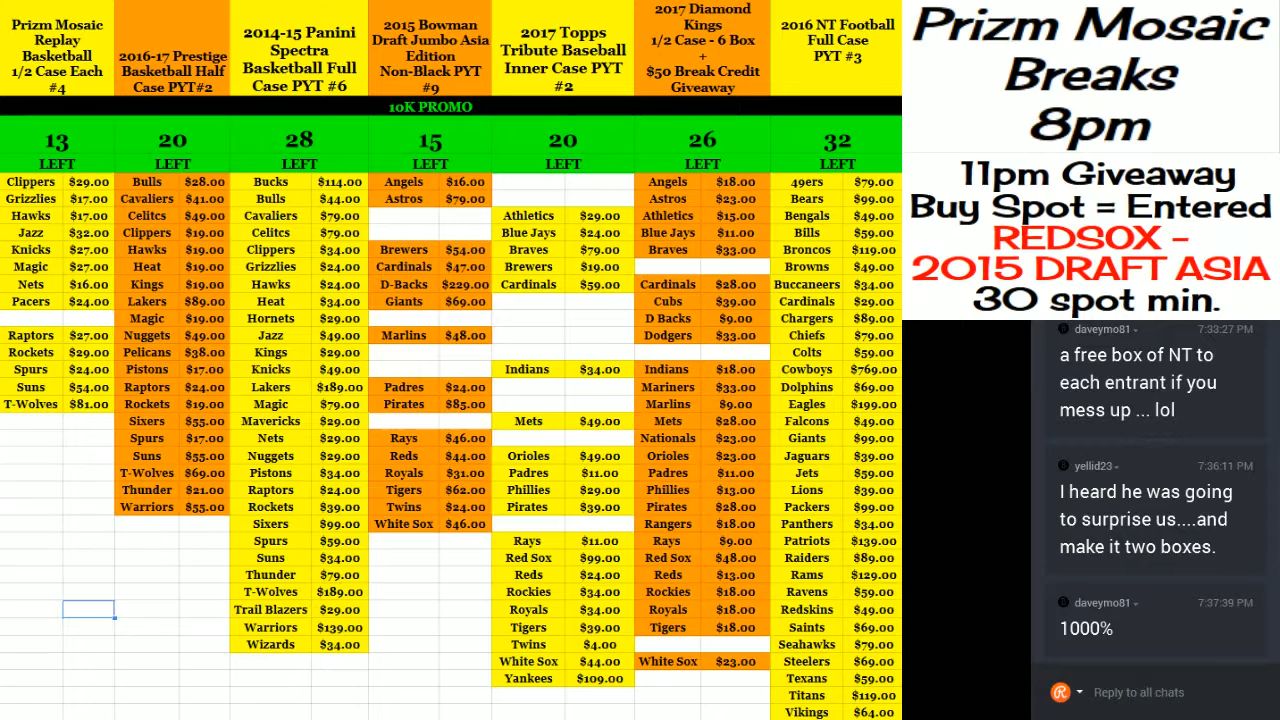 Prizm Mosaic
Replay
Basketball
1/2 Case Each
#4
2016-17 Prestige
Basketball Half
Case PYT#2
2014-15 Panini
Spectra
Basketball Full
Case PYT #6
2015 Bowman
Draft Jumbo Asia
Edition
Non-Black PYT
#9
2017 Topps
Tribute Baseball
Inner Case PYT
#2
2017 Diamond
Kings
1/2 Case - 6 Box
+
$50 Break Credit
Giveaway
2016 NT Football
Full Case
PYT #3
10K PROMO
13 20 28 15 20 26 32
LEFT LEFT LEFT LEFT LEFT LEFT LEFT
Clippers $29.00 Bulls $28.00 Bucks $114.00 Angels $16.00 Angels $18.00 49ers $79.00
Grizzlies $17.00 Cavaliers $41.00 Bulls $44.00 Astros $79.00 Astros $23.00 Bears $99.00
Hawks $17.00 Celitcs $49.00 Cavaliers $79.00 Athletics $29.00 Athletics $15.00 Bengals $49.00
Jazz $32.00 Clippers $19.00 Celitcs $79.00 Blue Jays $24.00 Blue Jays $11.00 Bills $59.00
Knicks $27.00 Hawks $19.00 Clippers $34.00 Brewers $54.00 Braves $79.00 Braves $33.00 Broncos $119.00
Magic $27.00 Heat $19.00 Grizzlies $24.00 Cardinals $47.00 Brewers $19.00 Browns $49.00
Nets $16.00 Kings $19.00 Hawks $24.00 D-Backs $229.00 Cardinals $59.00 Cardinals $28.00 Buccaneers $34.00
Pacers $24.00 Lakers $89.00 Heat $34.00 Giants $69.00 Cubs $39.00 Cardinals $29.00
Magic $19.00 Hornets $29.00 D Backs $9.00 Chargers $89.00
Raptors $27.00 Nuggets $49.00 Jazz $49.00 Marlins $48.00 Dodgers $33.00 Chiefs $79.00
Rockets $29.00 Pelicans $38.00 Kings $29.00 Colts $59.00
Spurs $24.00 Pistons $17.00 Knicks $49.00 Indians $34.00 Indians $18.00 Cowboys $769.00
Suns $54.00 Raptors $24.00 Lakers $189.00 Padres $24.00 Mariners $33.00 Dolphins $69.00
T-Wolves $81.00 Rockets $19.00 Magic $79.00 Pirates $85.00 Marlins $9.00 Eagles $199.00
Sixers $55.00 Mavericks $29.00 Mets $49.00 Mets $28.00 Falcons $49.00
Spurs $17.00 Nets $29.00 Rays $46.00 Nationals $23.00 Giants $99.00
Suns $55.00 Nuggets $29.00 Reds $44.00 Orioles $49.00 Orioles $23.00 Jaguars $39.00
T-Wolves $69.00 Pistons $34.00 Royals $31.00 Padres $11.00 Padres $11.00 Jets $59.00
Thunder $21.00 Raptors $24.00 Tigers $62.00 Phillies $29.00 Phillies $13.00 Lions $39.00
Warriors $55.00 Rockets $39.00 Twins $24.00 Pirates $39.00 Pirates $28.00 Packers $99.00
Sixers $99.00 White Sox $46.00 Rangers $18.00 Panthers $34.00
Spurs $59.00 Rays $11.00 Rays $9.00 Patriots $139.00
Suns $34.00 Red Sox $99.00 Red Sox $48.00 Raiders $89.00
Thunder $79.00 Reds $24.00 Reds $13.00 Rams $129.00
T-Wolves $189.00 Rockies $34.00 Rockies $18.00 Ravens $59.00
Trail Blazers $29.00 Royals $34.00 Royals $18.00 Redskins $49.00
Warriors $139.00 Tigers $39.00 Tigers $18.00 Saints $69.00
Wizards $34.00 Twins $4.00 Seahawks $79.00
White Sox $44.00 White Sox $23.00 Steelers $69.00
Yankees $109.00 Texans $59.00
Titans $119.00
Vikings $64.00
Prizm Mosaic
Breaks
8pm
11pm Giveaway
Buy Spot = Entered
REDSOX -
2015 DRAFT ASIA
30 spot min.
daveymo81 7:33:27 PM
a free box of NT to
each entrant if you
mess up ... lol
yellid23 7:36:11 PM
I heard he was going
to surprise us....and
make it two boxes.
daveymo81 7:37:39 PM
1000%
Reply to all chats